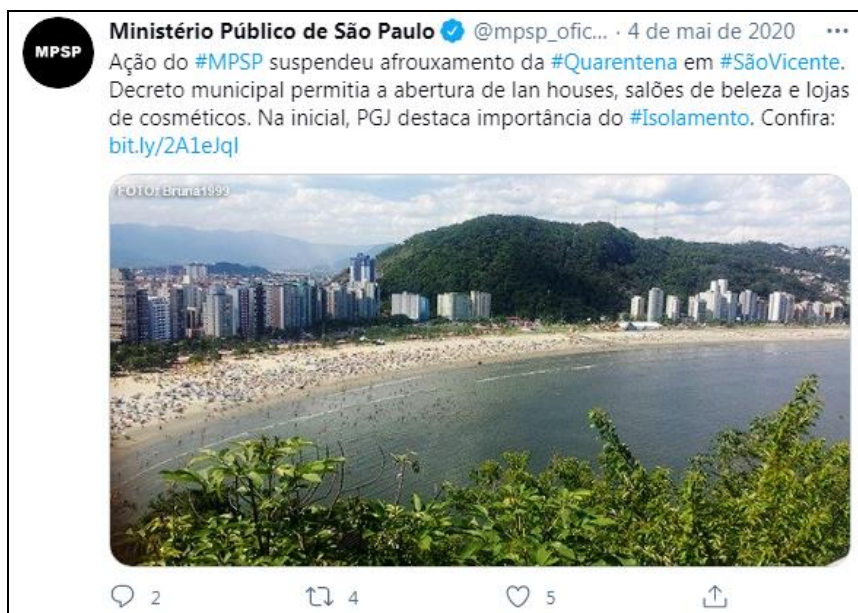 MPSP
Ministério Público de São Paulo @mpsp_ofic... · 4 de mai de 2020
Ação do #MPSP suspendeu afrouxamento da #Quarentena em #SãoVicente.
Decreto municipal permitia a abertura de lan houses, salões de beleza e lojas
de cosméticos. Na inicial, PGJ destaca importância do #Isolamento. Confira:
bit.ly/2A1eJqI
FOTO: Bruna1993
2 4 5